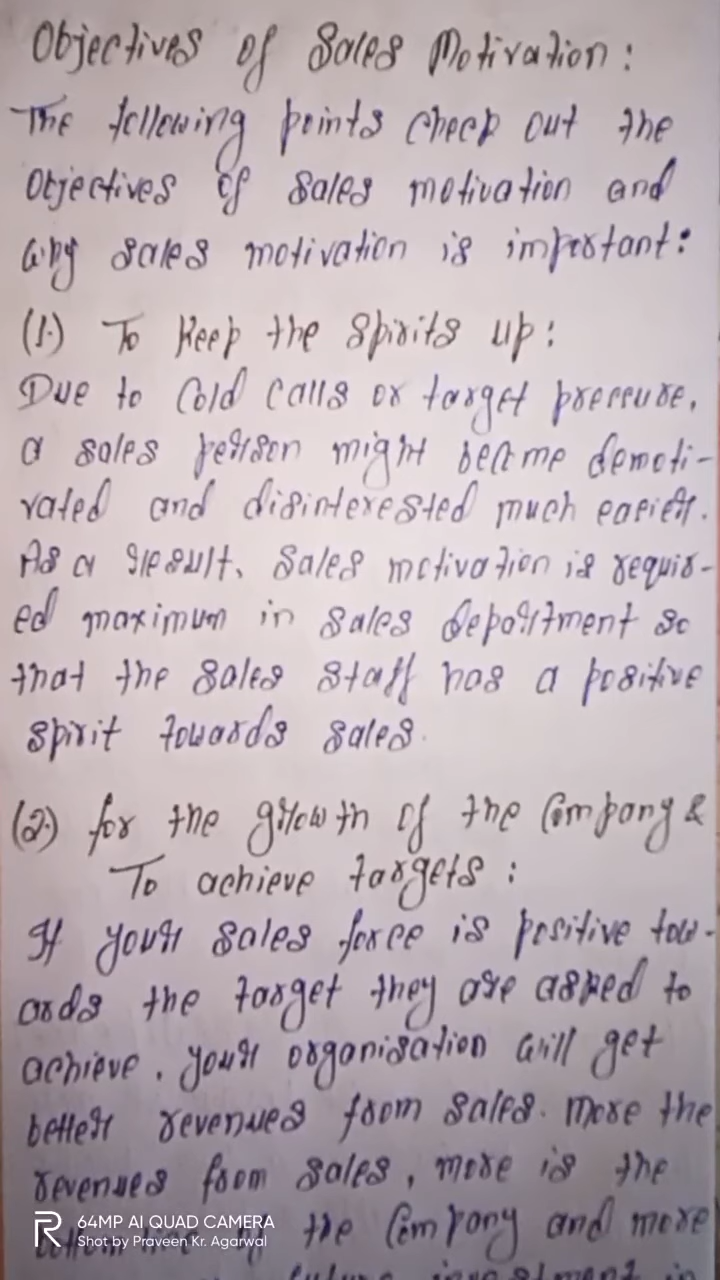 Objectives of Sales Motivation:
The following points check out the
Objectives of sales motivation and
why sales motivation is important:
(1.) To Keep the Spirits up:
Due to Cold Calls or target pressure,
a sales person might become demoti-
vated and disinterested much easier.
As a result, sales motivation is requir-
ed maximum in sales department so
that the sales staff has a positive
spirit towards sales.
(2.) for the growth of the Company &
To achieve targets:
If your sales force is positive tow-
ards the target they are asked to
achieve, your organisation will get
better revenues from sales. More the
revenues from sales, more is the
the Company and more
64MP AI QUAD CAMERA
Shot by Praveen Kr. Agarwal